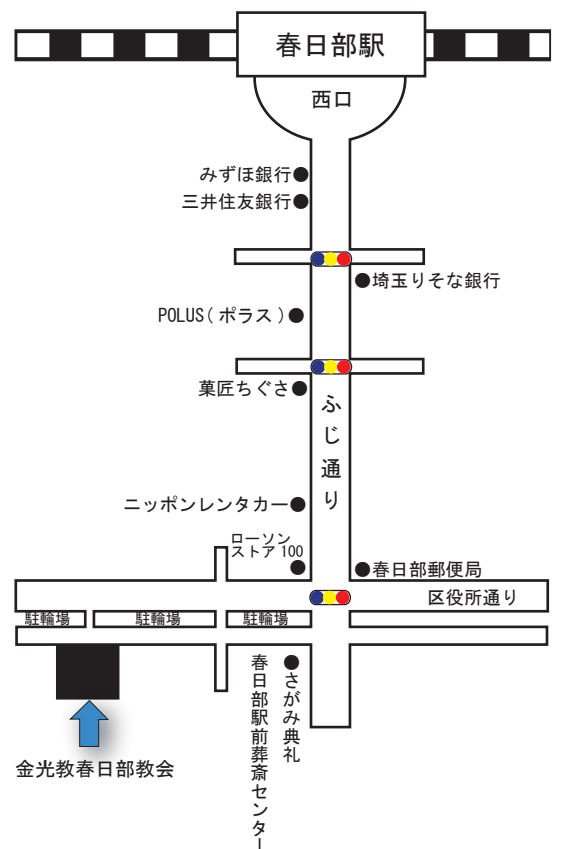 春日部駅
西口
みずほ銀行
三井住友銀行
埼玉りそな銀行
POLUS(ポラス)
菓匠ちぐさ
ふじ通り
ニッポンレンタカー
ローソン
ストア100
春日部郵便局
区役所通り
駐輪場
駐輪場
駐輪場
さがみ典礼
春日部駅前葬斎センター
金光教春日部教会